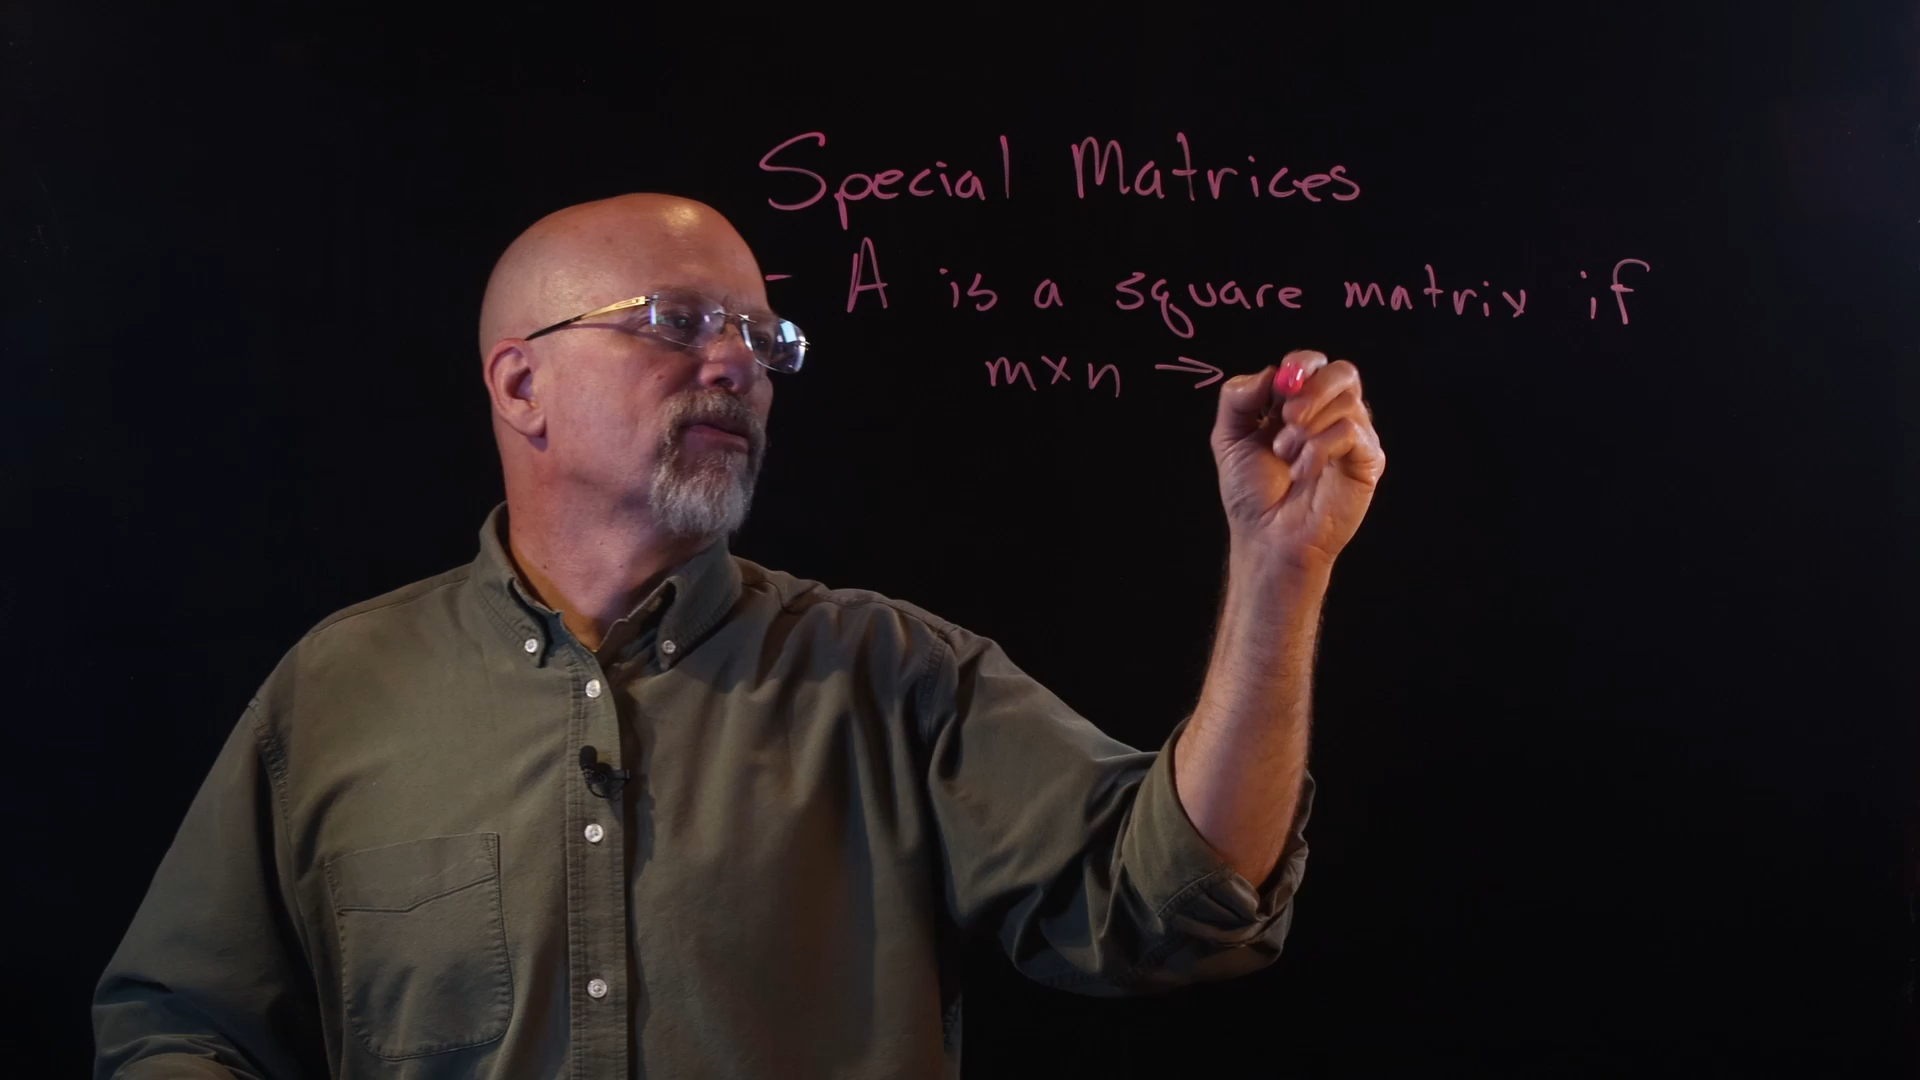 Special Matrices
- A is a square matrix if
m×n →